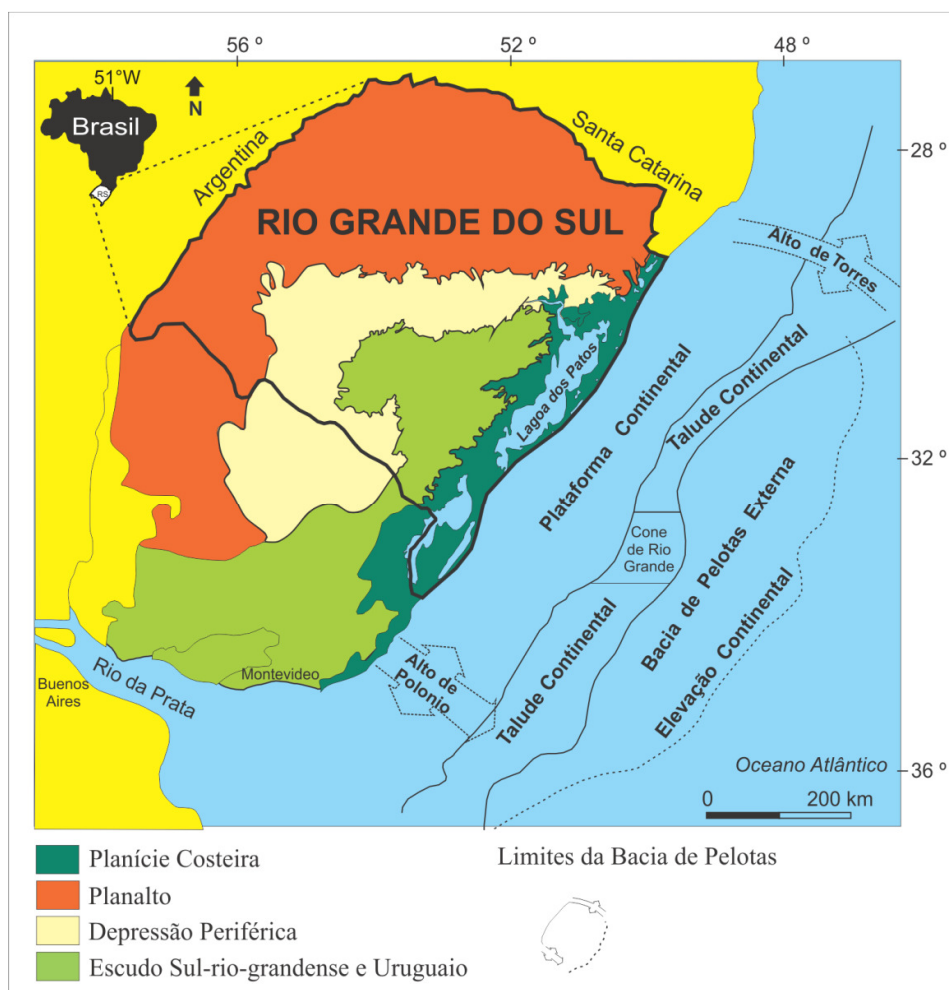 56 º
52 º
48 º
51°W
N
Brasil
RS
Argentina
Santa Catarina
28 º
RIO GRANDE DO SUL
Alto de Torres
Lagoa dos Patos
Plataforma Continental
Talude Continental
32 º
Cone
de Rio
Grande
Bacia de Pelotas Externa
Elevação Continental
Montevideo
Alto de
Polonio
Talude Continental
Rio da Prata
Buenos
Aires
Oceano Atlântico
36 º
0 200 km
Planície Costeira
Limites da Bacia de Pelotas
Planalto
Depressão Periférica
Escudo Sul-rio-grandense e Uruguaio